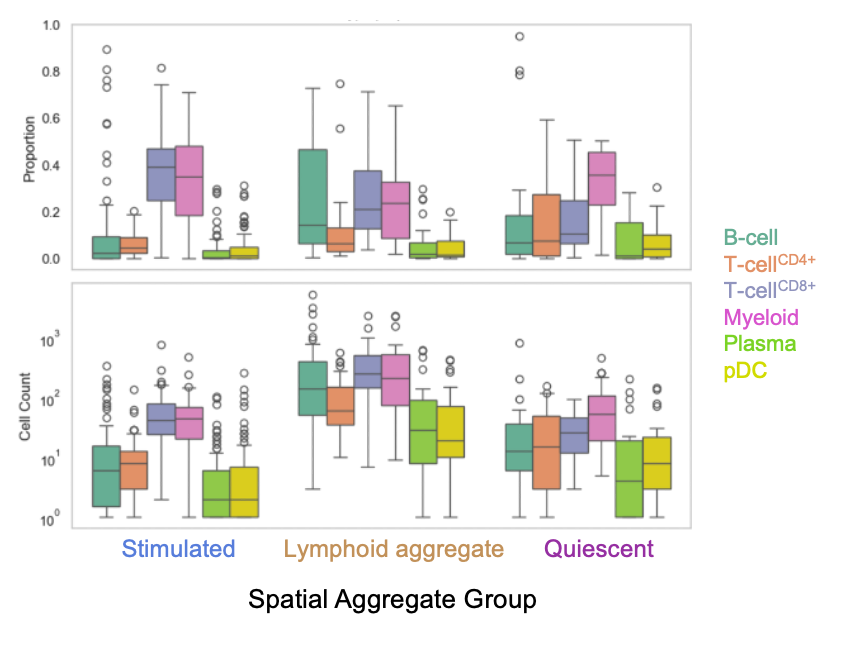 1.0
0.8
0.6
0.4
0.2
0.0
Proportion
10³
10²
10¹
10⁰
Cell Count
Stimulated Lymphoid aggregate Quiescent
Spatial Aggregate Group
B-cell
T-cellCD4+
T-cellCD8+
Myeloid
Plasma
pDC